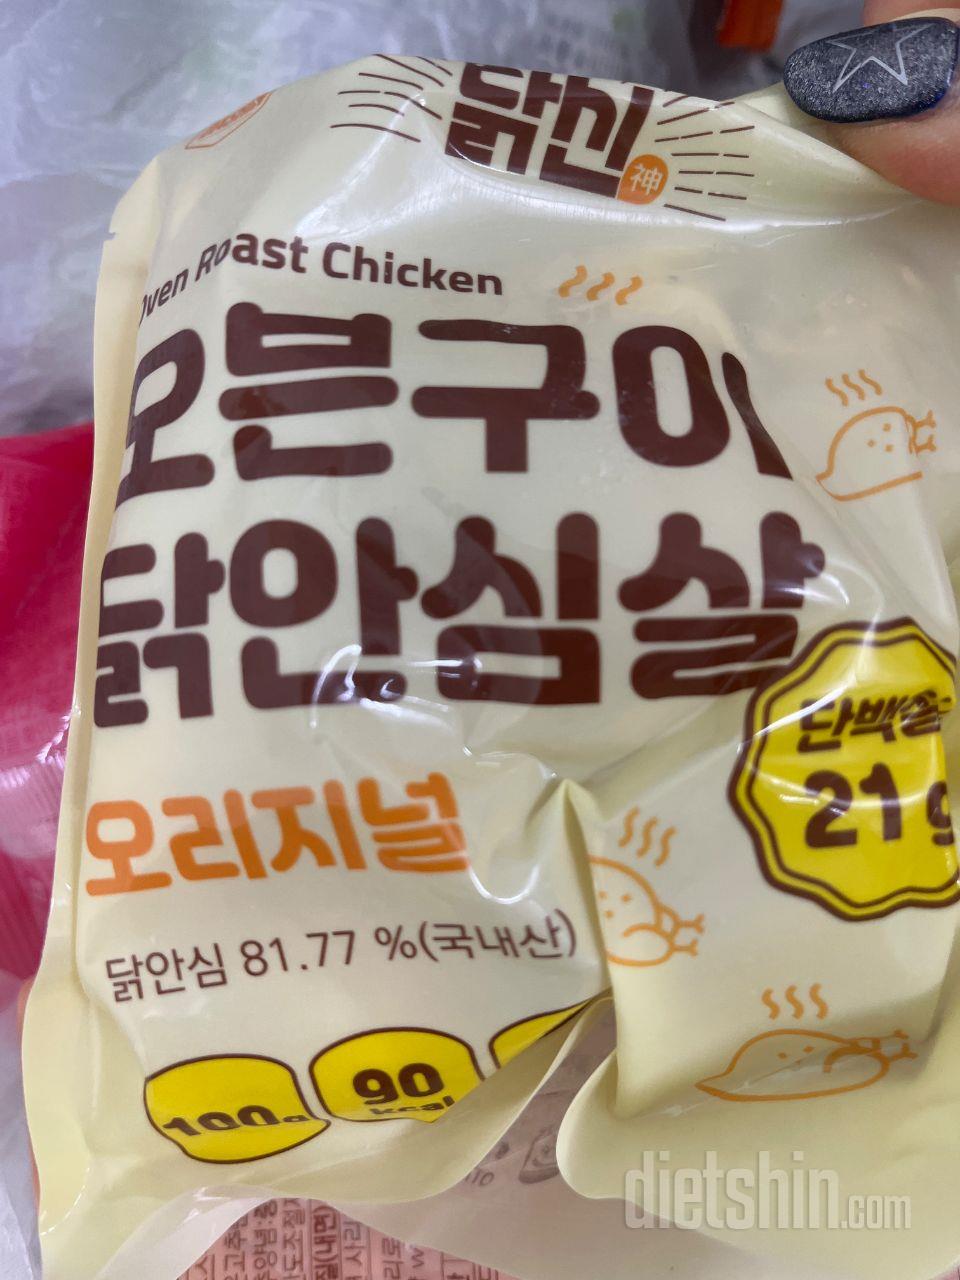 닭신
神
Oven Roast Chicken
오븐구이
닭안심살
단백질
21g
오리지널
닭안심 81.77 %(국내산)
100g
90
kcal
dietshin.com